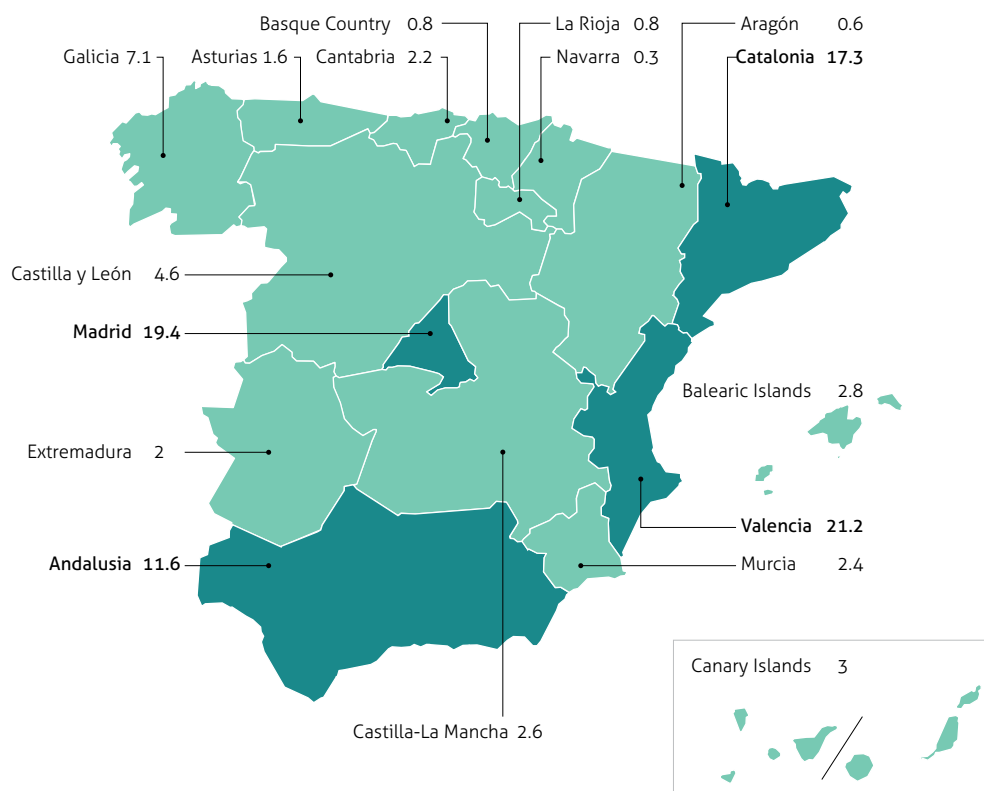 Basque Country 0.8
La Rioja 0.8
Aragón 0.6
Galicia 7.1
Asturias 1.6
Cantabria 2.2
Navarra 0.3
Catalonia 17.3
Castilla y León 4.6
Madrid 19.4
Balearic Islands 2.8
Extremadura 2
Valencia 21.2
Andalusia 11.6
Murcia 2.4
Canary Islands 3
Castilla-La Mancha 2.6